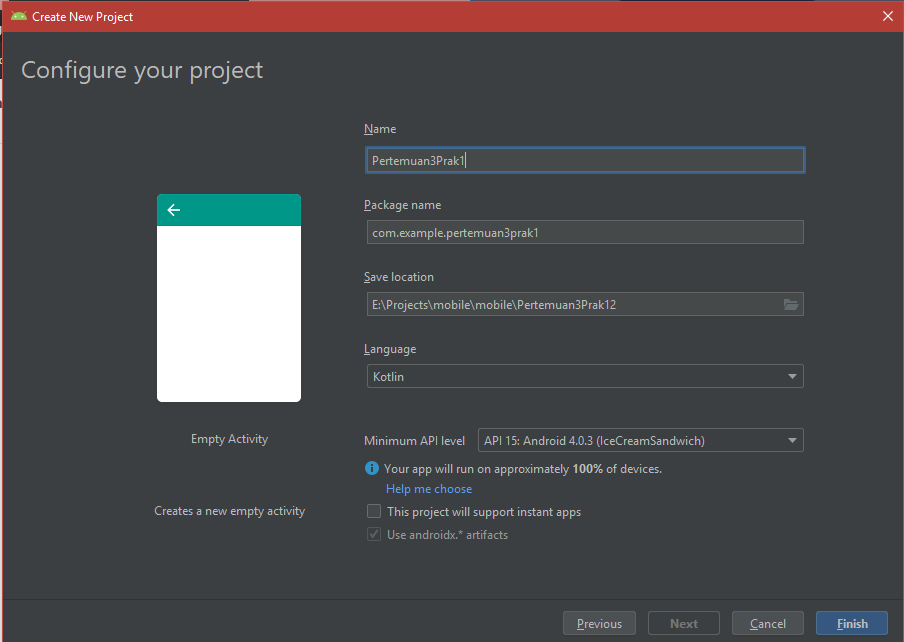 Create New Project
Configure your project
Name
Pertemuan3Prak1
Package name
com.example.pertemuan3prak1
Save location
E:\Projects\mobile\mobile\Pertemuan3Prak12
Language
Kotlin
Empty Activity
Minimum API level
API 15: Android 4.0.3 (IceCreamSandwich)
Your app will run on approximately 100% of devices.
Help me choose
Creates a new empty activity
This project will support instant apps
Use androidx.* artifacts
Previous
Next
Cancel
Finish